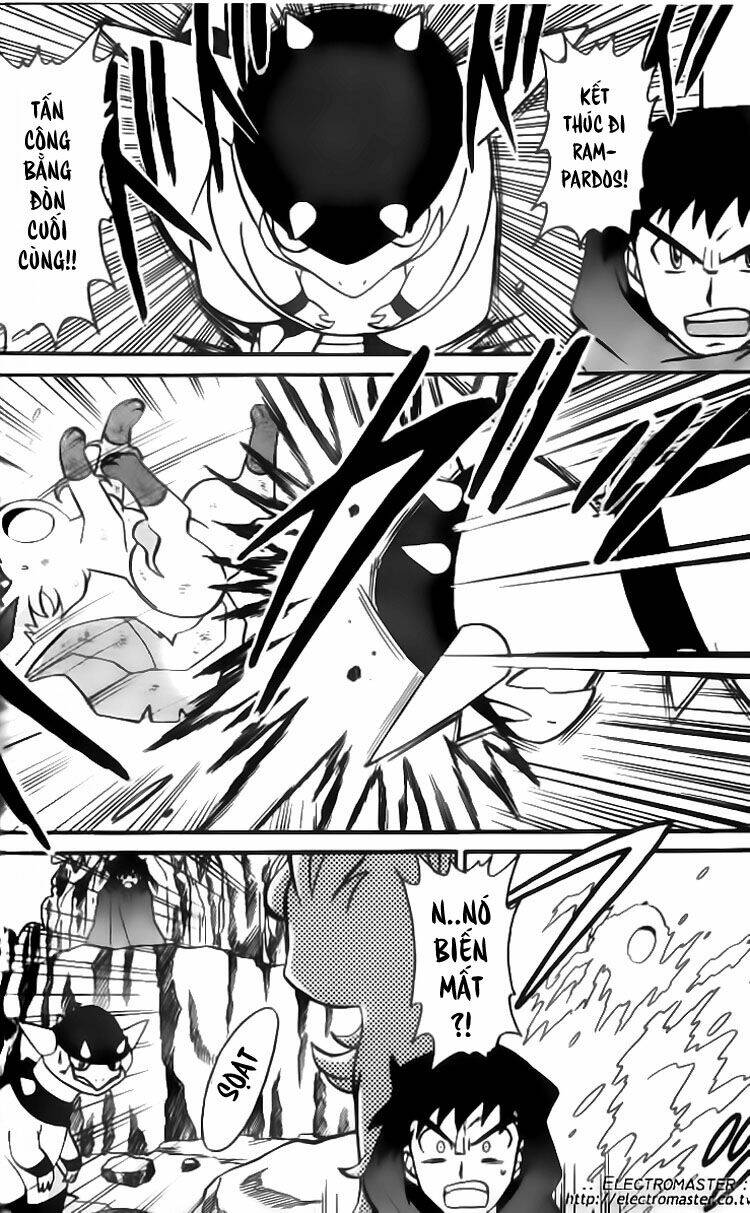 KẾT
THÚC ĐI
RAM-
PARDOS!
TẤN
CÔNG
BẰNG
ĐÒN
CUỐI
CÙNG!!
N..NÓ
BIẾN
MẤT
?!
SOẠT
.:: ELECTROMASTER :
http://electromaster.co.tv